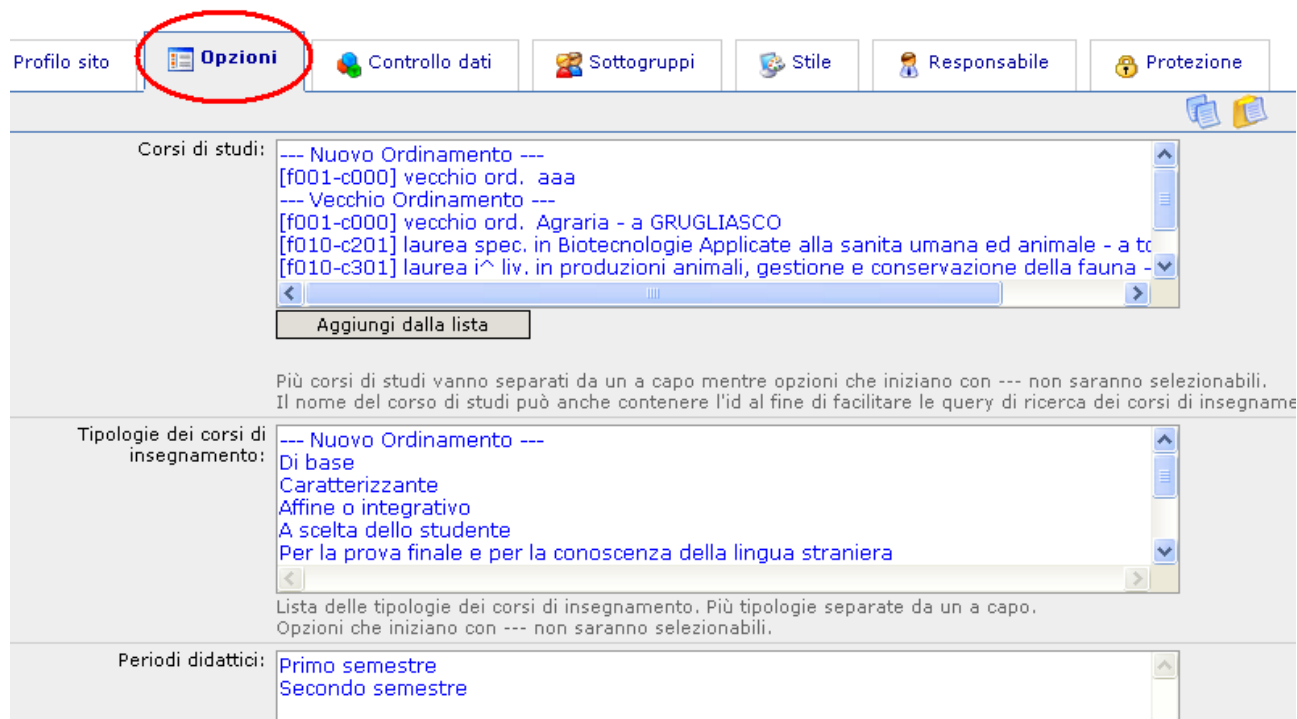 Profilo sito Opzioni Controllo dati Sottogruppi Stile Responsabile Protezione
Corsi di studi:
--- Nuovo Ordinamento ---
[f001-c000] vecchio ord. aaa
--- Vecchio Ordinamento ---
[f001-c000] vecchio ord. Agraria - a GRUGLIASCO
[f010-c201] laurea spec. in Biotecnologie Applicate alla sanita umana ed animale - a
[f010-c301] laurea i^ liv. in produzioni animali, gestione e conservazione della fauna -
Aggiungi dalla lista
Più corsi di studi vanno separati da un a capo mentre opzioni che iniziano con --- non saranno selezionabili.
Il nome del corso di studi può anche contenere l'id al fine di facilitare le query di ricerca dei corsi di insegname
Tipologie dei corsi di
insegnamento:
--- Nuovo Ordinamento ---
Di base
Caratterizzante
Affine o integrativo
A scelta dello studente
Per la prova finale e per la conoscenza della lingua straniera
Lista delle tipologie dei corsi di insegnamento. Più tipologie separate da un a capo.
Opzioni che iniziano con --- non saranno selezionabili.
Periodi didattici:
Primo semestre
Secondo semestre